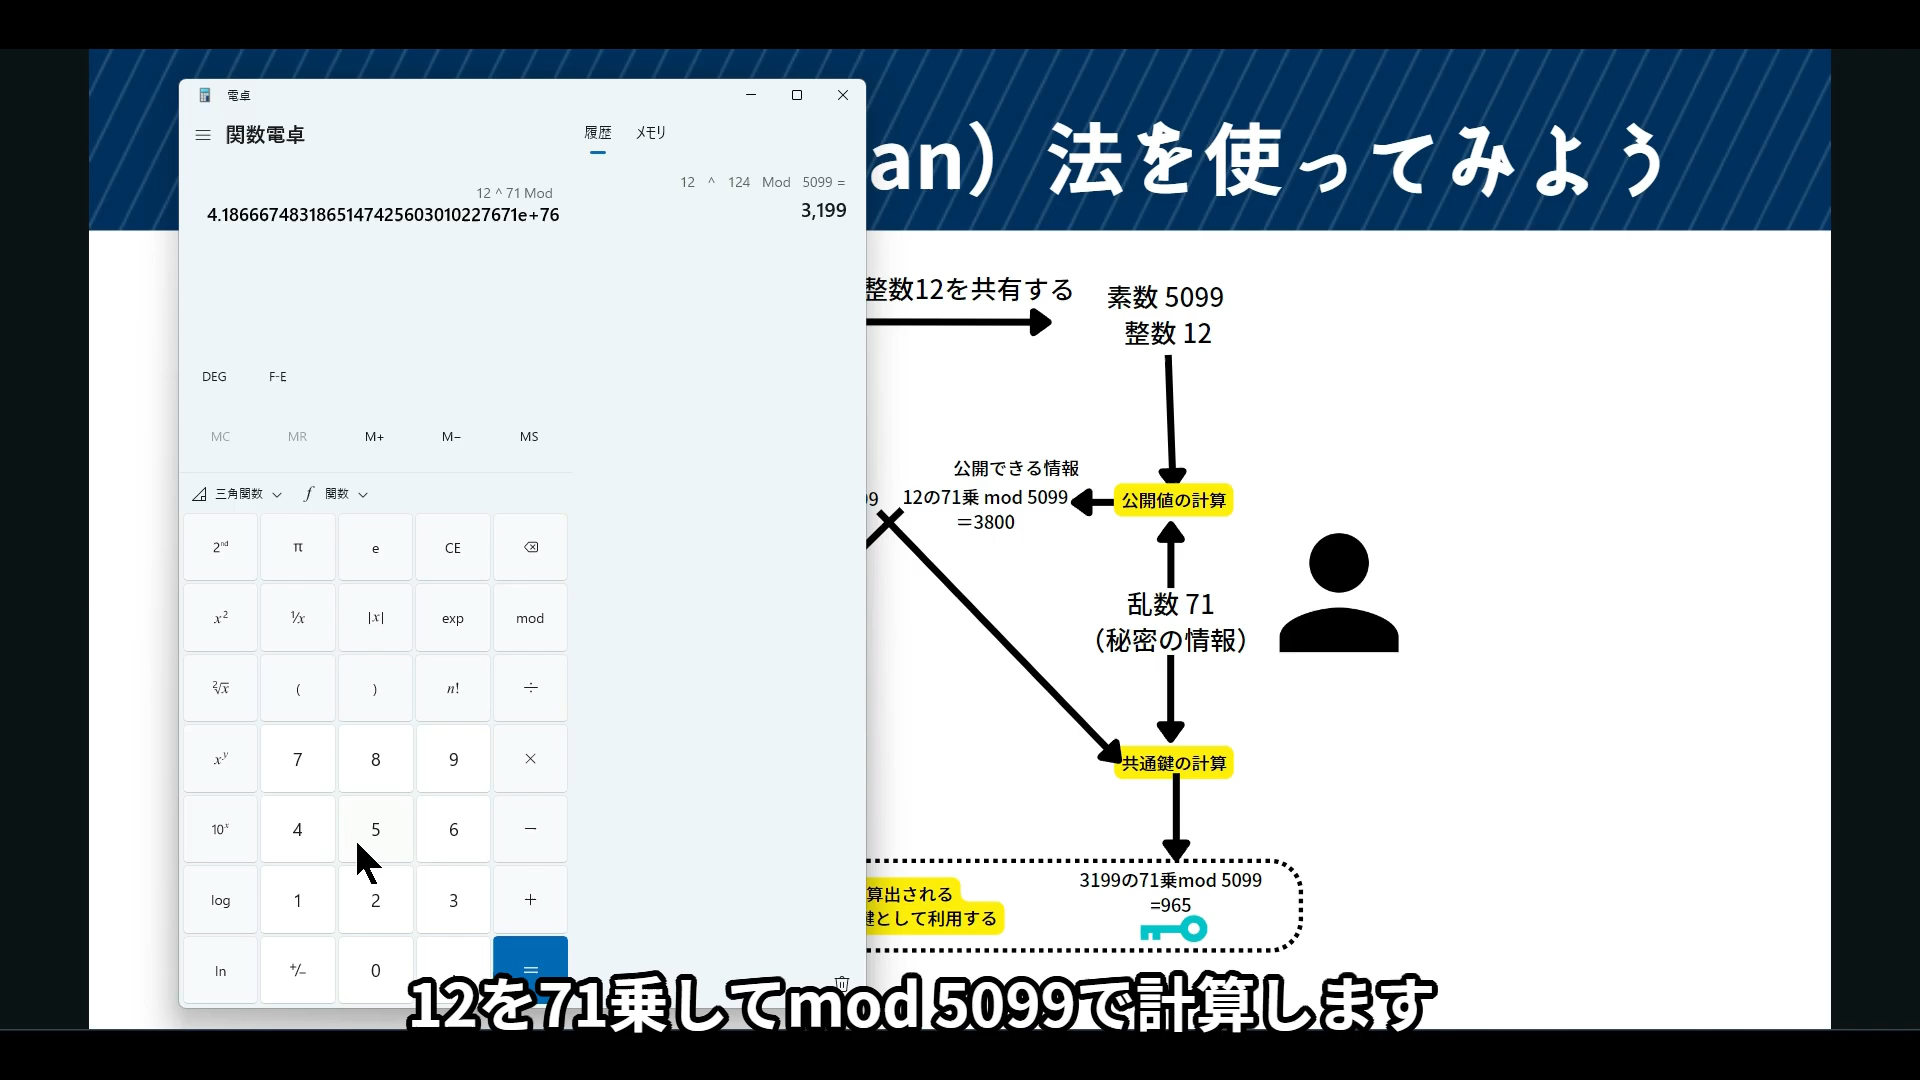 電卓
関数電卓
履歴 メモリ
12 ^ 71 Mod
4.1866674831865147425603010227671e+76
12 ^ 124 Mod 5099 =
3,199
DEG F-E
MC MR M+ M− MS
三角関数 f 関数
2nd π e CE
x2 1/x |x| exp mod
2√x ( ) n! ÷
xy 7 8 9 ×
10x 4 5 6 −
log 1 2 3 +
ln +/− 0 =
an）法を使ってみよう
整数12を共有する
素数 5099
整数 12
公開できる情報
99 12の71乗 mod 5099
＝3800
公開値の計算
乱数 71
（秘密の情報）
共通鍵の計算
算出される
鍵として利用する
3199の71乗mod 5099
=965
12を71乗してmod 5099で計算します